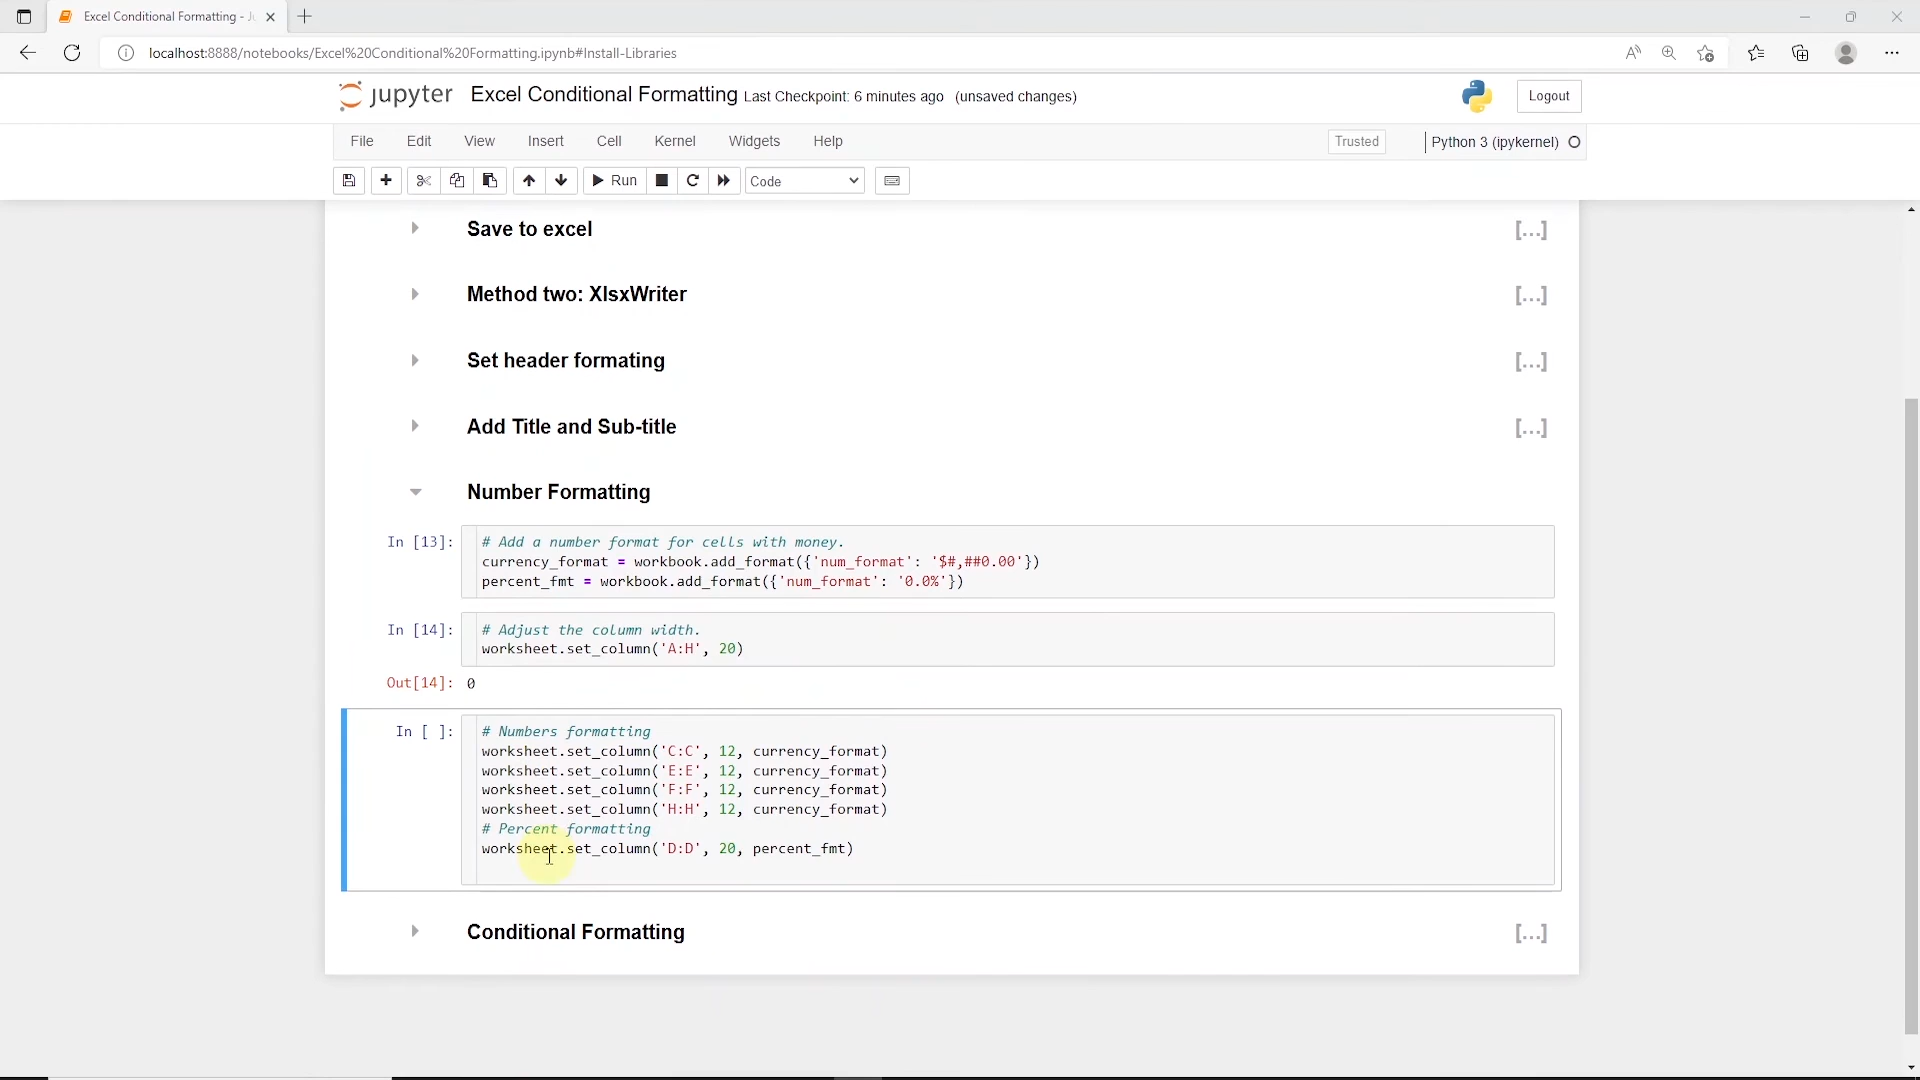 Excel Conditional Formatting - Ju
localhost:8888/notebooks/Excel%20Conditional%20Formatting.ipynb#Install-Libraries
jupyter Excel Conditional Formatting Last Checkpoint: 6 minutes ago (unsaved changes) Logout
File Edit View Insert Cell Kernel Widgets Help Trusted Python 3 (ipykernel)
Run Code
Save to excel [...]
Method two: XlsxWriter [...]
Set header formating [...]
Add Title and Sub-title [...]
Number Formatting
In [13]: # Add a number format for cells with money.
currency_format = workbook.add_format({'num_format': '$#,##0.00'})
percent_fmt = workbook.add_format({'num_format': '0.0%'})
In [14]: # Adjust the column width.
worksheet.set_column('A:H', 20)
Out[14]: 0
In [ ]: # Numbers formatting
worksheet.set_column('C:C', 12, currency_format)
worksheet.set_column('E:E', 12, currency_format)
worksheet.set_column('F:F', 12, currency_format)
worksheet.set_column('H:H', 12, currency_format)
# Percent formatting
worksheet.set_column('D:D', 20, percent_fmt)
Conditional Formatting [...]